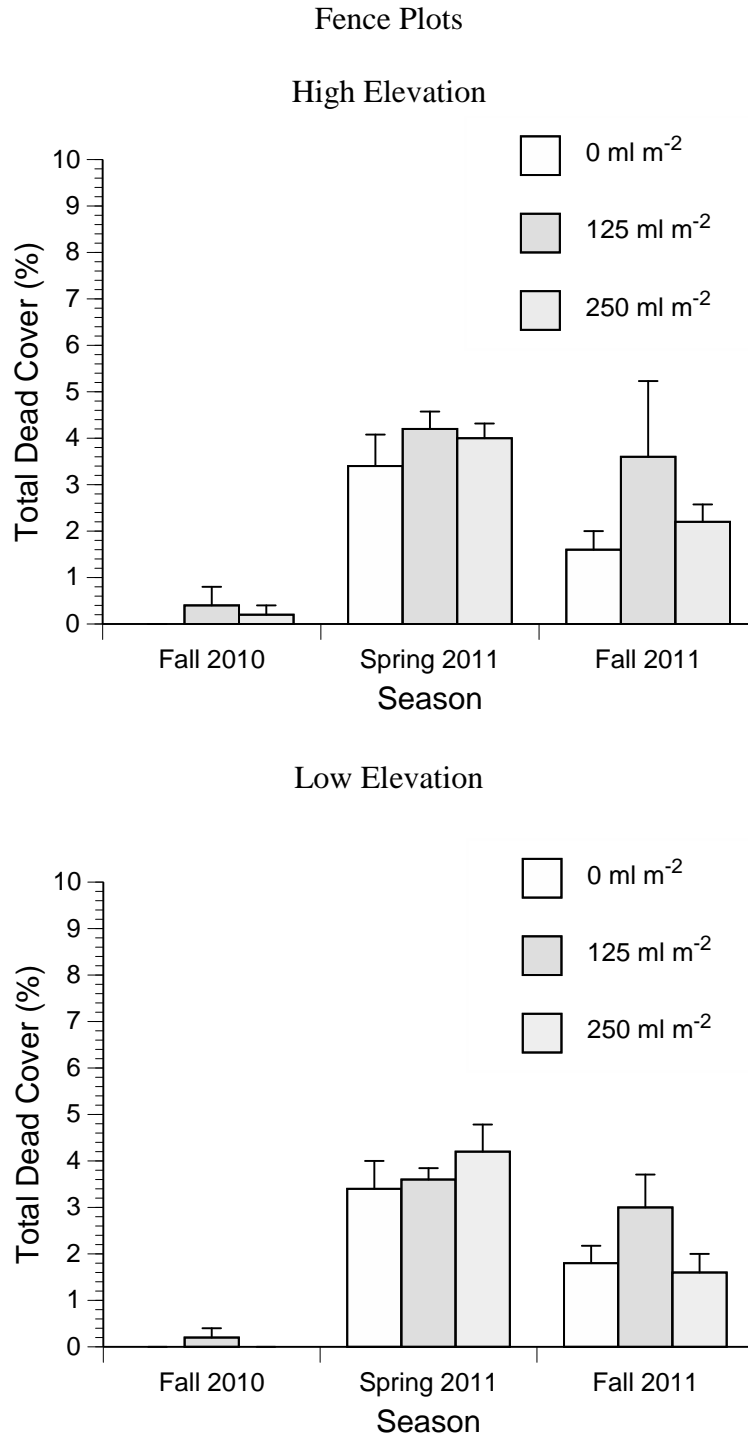 Fence Plots
High Elevation
0 ml m-2
125 ml m-2
250 ml m-2
10
9
8
7
6
5
4
3
2
1
0
Total Dead Cover (%)
Fall 2010 Spring 2011 Fall 2011
Season
Low Elevation
0 ml m-2
125 ml m-2
250 ml m-2
10
9
8
7
6
5
4
3
2
1
0
Total Dead Cover (%)
Fall 2010 Spring 2011 Fall 2011
Season